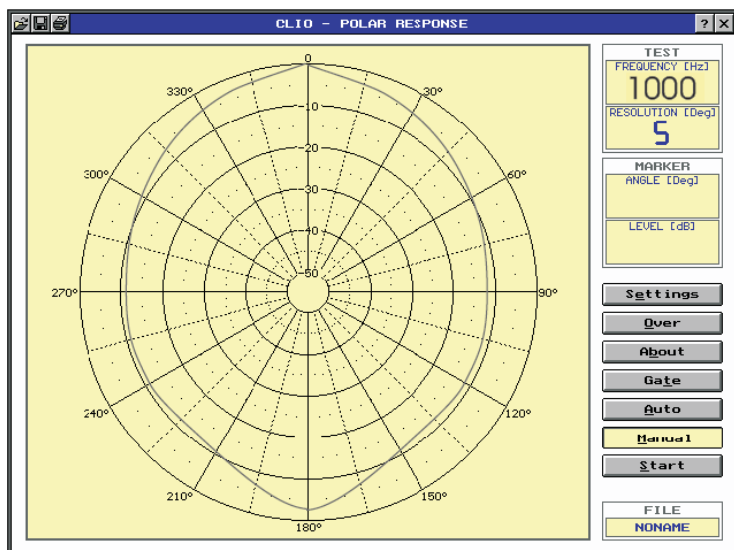 CLIO - POLAR RESPONSE
? ×
0
330°
30°
-10
-20
300°
60°
-30
-40
-50
270°
90°
240°
120°
210°
150°
180°
TEST
FREQUENCY [Hz]
1000
RESOLUTION [Deg]
5
MARKER
ANGLE [Deg]
LEVEL [dB]
Settings
Over
About
Gate
Auto
Manual
Start
FILE
NONAME